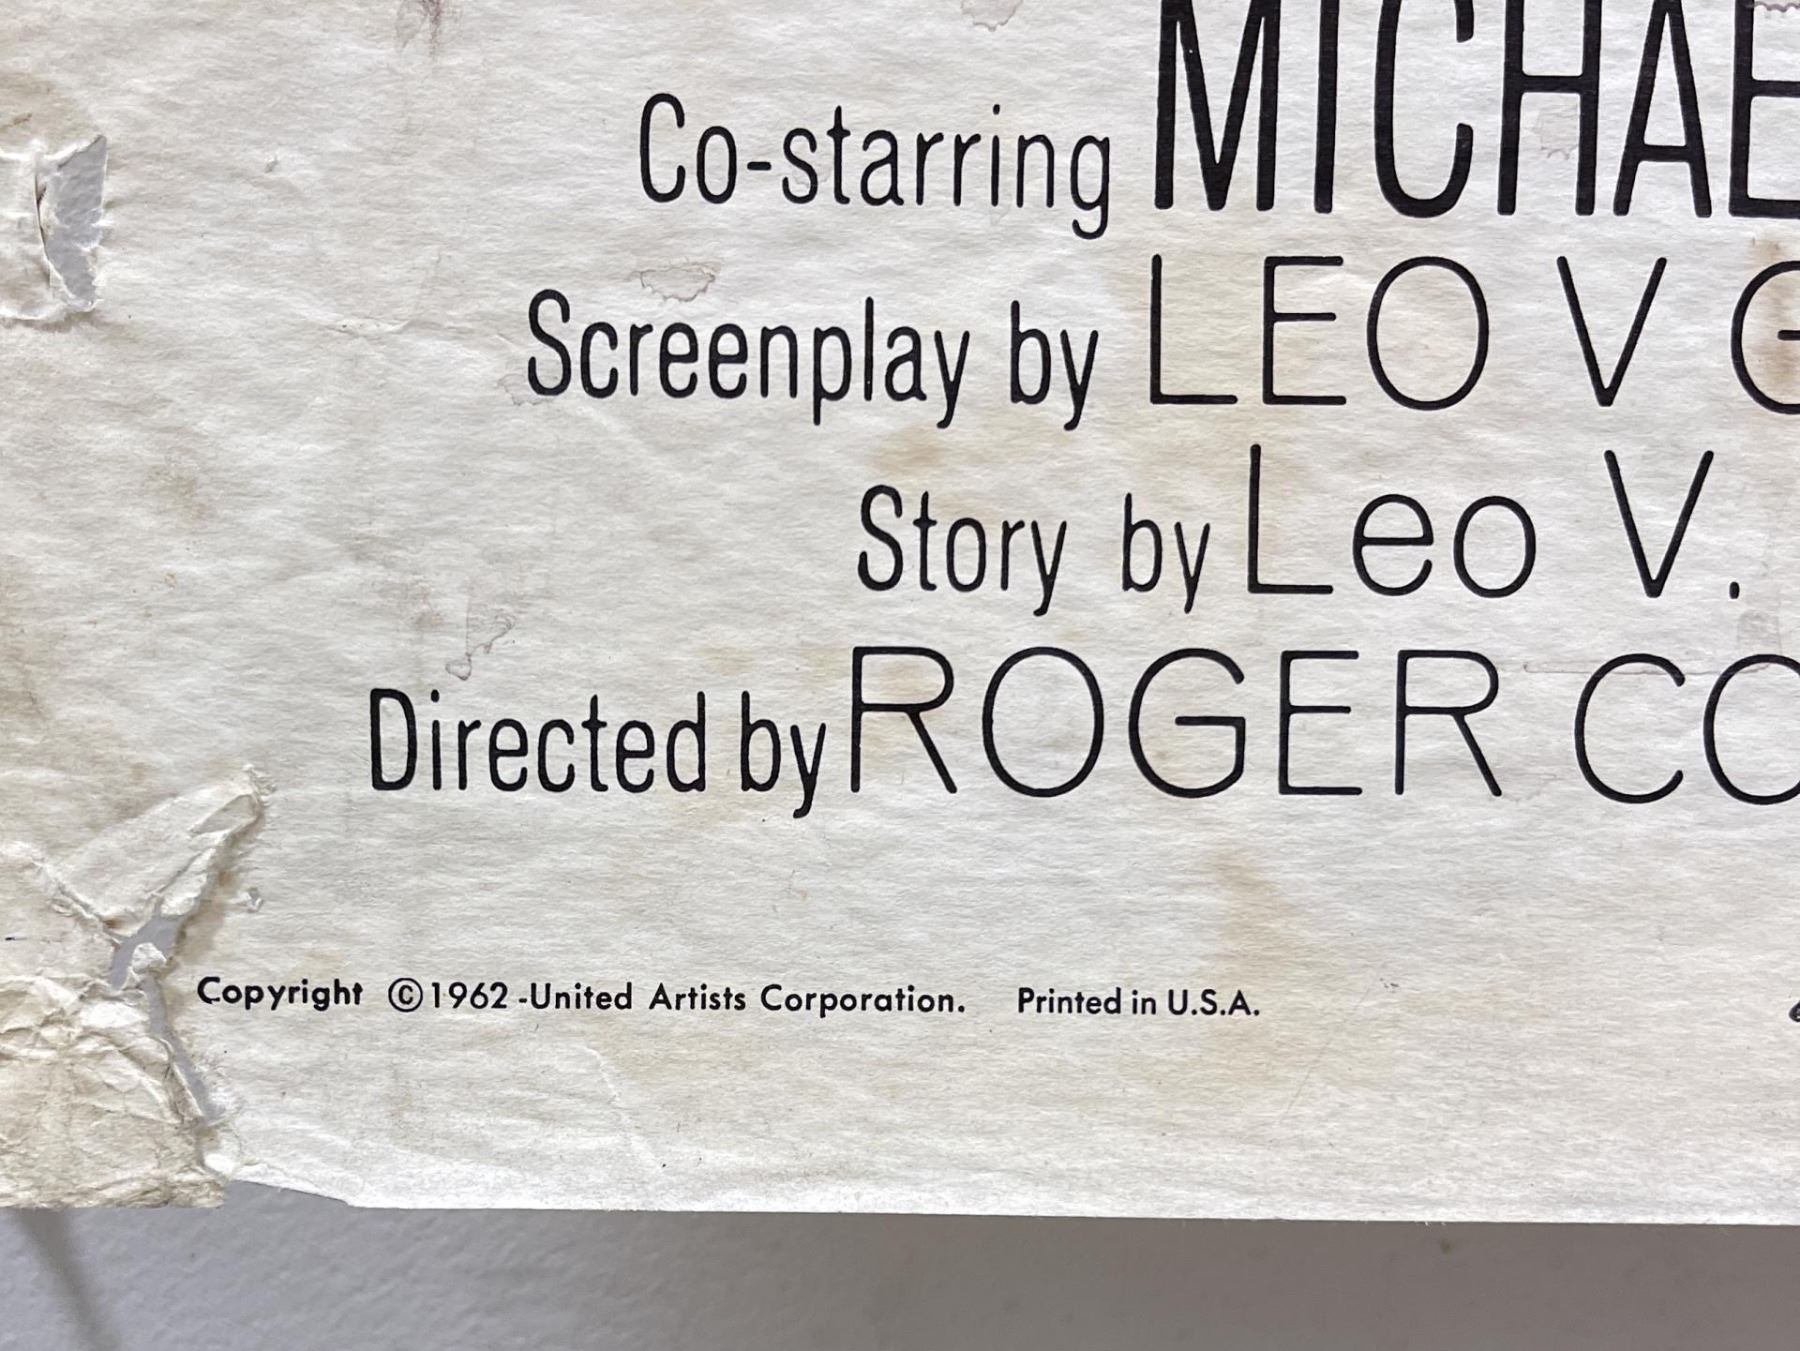 Co-starring MICHAE
Screenplay by LEO V G
Story by Leo V.
Directed by ROGER CO
Copyright ©1962 -United Artists Corporation. Printed in U.S.A.